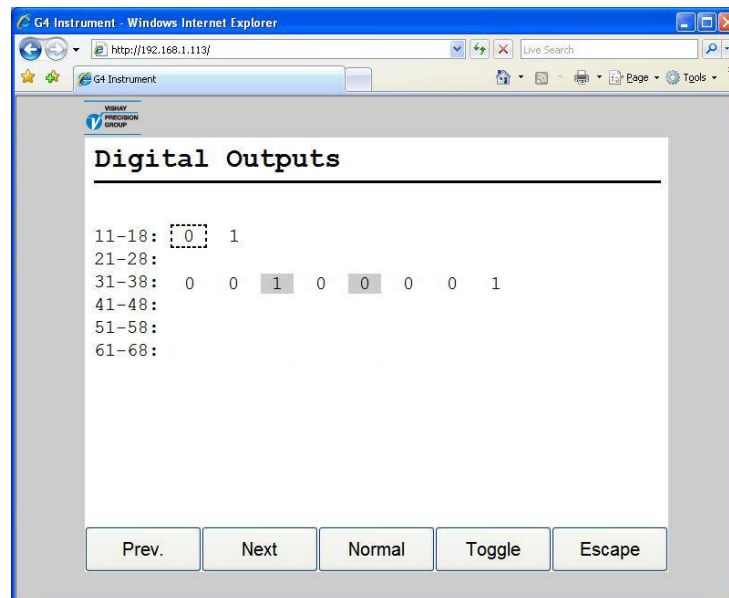 G4 Instrument - Windows Internet Explorer
http://192.168.1.113/
Live Search
G4 Instrument
Page
Tools
VISHAY
PRECISION
GROUP
Digital Outputs
11-18: 0 1
21-28:
31-38: 0 0 1 0 0 0 0 1
41-48:
51-58:
61-68:
Prev. Next Normal Toggle Escape